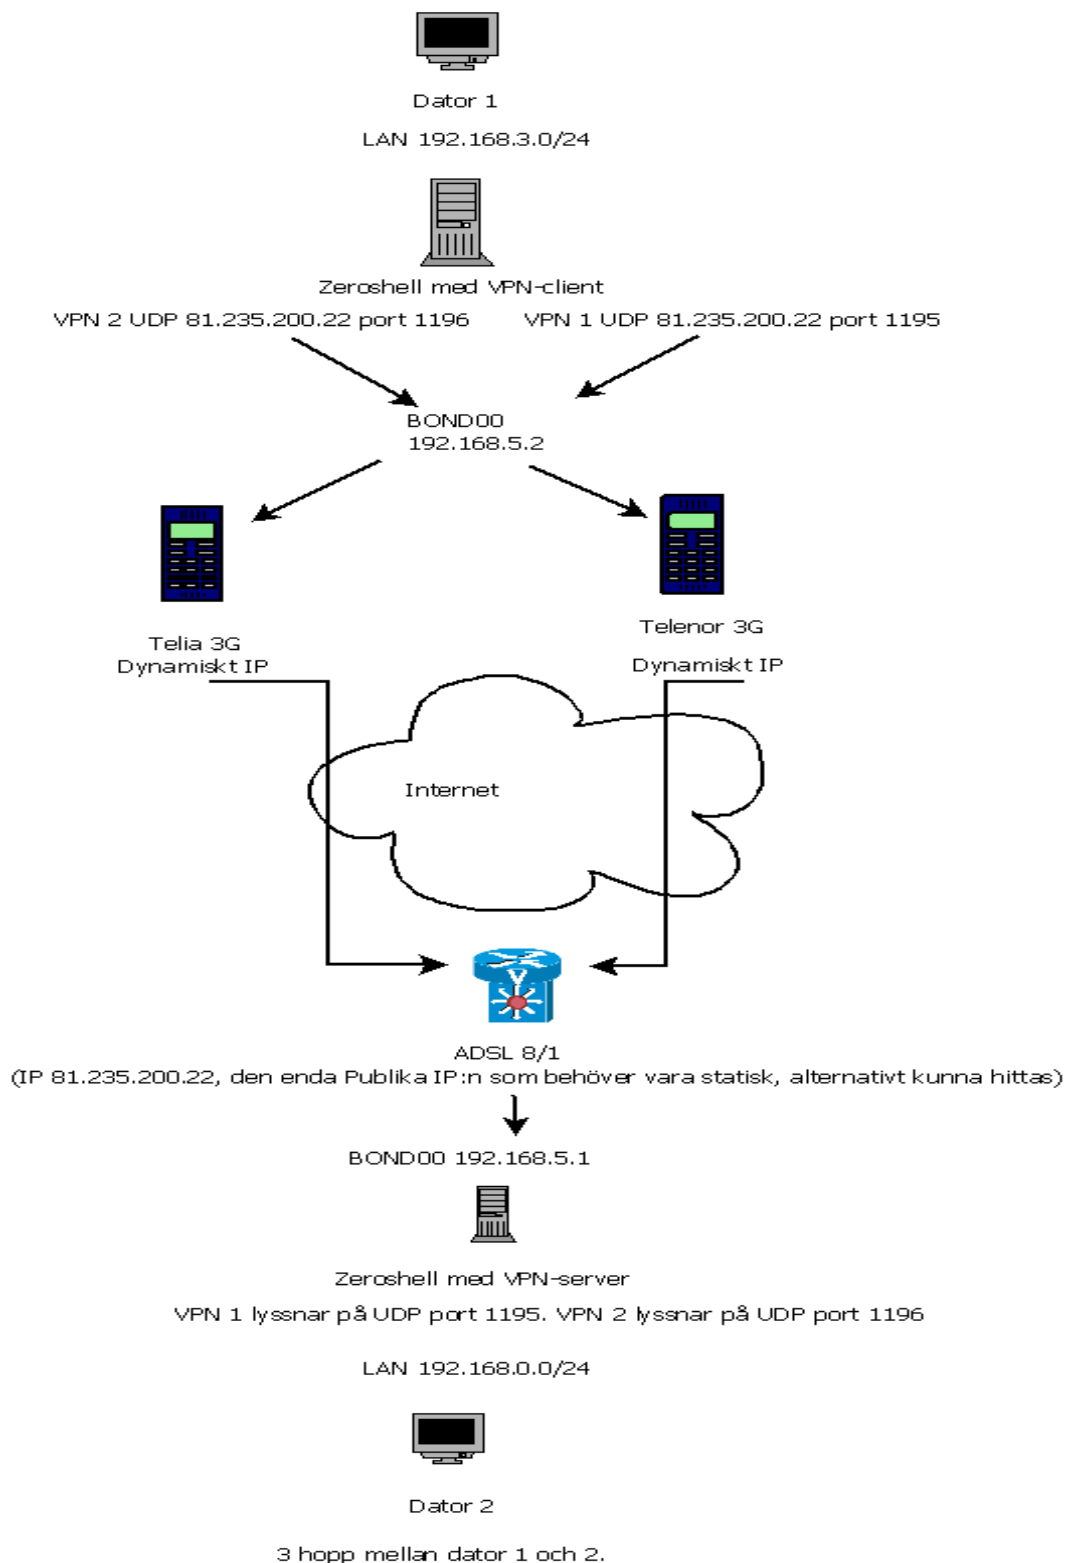 Dator 1
LAN 192.168.3.0/24
Zeroshell med VPN-client
VPN 2 UDP 81.235.200.22 port 1196
VPN 1 UDP 81.235.200.22 port 1195
BOND00
192.168.5.2
Telia 3G
Dynamiskt IP
Telenor 3G
Dynamiskt IP
Internet
ADSL 8/1
(IP 81.235.200.22, den enda Publika IP:n som behöver vara statisk, alternativt kunna hittas)
BOND00 192.168.5.1
Zeroshell med VPN-server
VPN 1 lyssnar på UDP port 1195. VPN 2 lyssnar på UDP port 1196
LAN 192.168.0.0/24
Dator 2
3 hopp mellan dator 1 och 2.